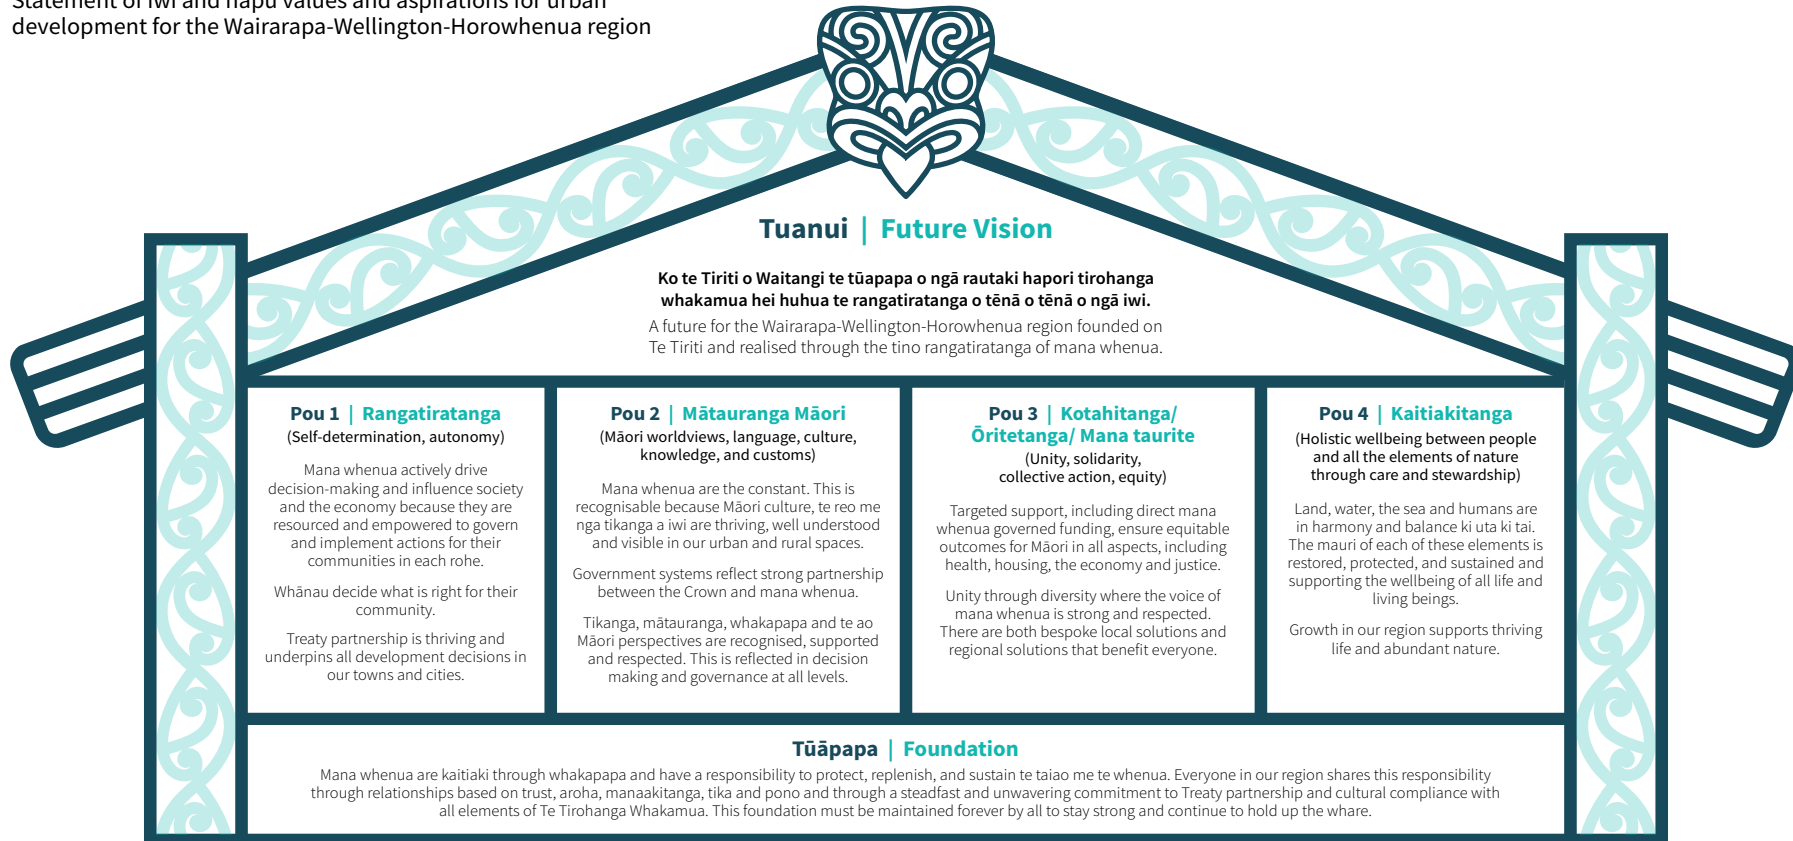 Statement of iwi and hapū values and aspirations for urban
development for the Wairarapa-Wellington-Horowhenua region
Tuanui | Future Vision
Ko te Tiriti o Waitangi te tūāpapa o ngā rautaki hapori tirohanga
whakamua hei huhua te rangatiratanga o tēnā o tēnā o ngā iwi.
A future for the Wairarapa-Wellington-Horowhenua region founded on
Te Tiriti and realised through the tino rangatiratanga of mana whenua.
Pou 1 | Rangatiratanga
(Self-determination, autonomy)
Mana whenua actively drive
decision-making and influence society
and the economy because they are
resourced and empowered to govern
and implement actions for their
communities in each rohe.
Whānau decide what is right for their
community.
Treaty partnership is thriving and
underpins all development decisions in
our towns and cities.
Pou 2 | Mātauranga Māori
(Māori worldviews, language, culture,
knowledge, and customs)
Mana whenua are the constant. This is
recognisable because Māori culture, te reo me
nga tikanga a iwi are thriving, well understood
and visible in our urban and rural spaces.
Government systems reflect strong partnership
between the Crown and mana whenua.
Tikanga, mātauranga, whakapapa and te ao
Māori perspectives are recognised, supported
and respected. This is reflected in decision
making and governance at all levels.
Pou 3 | Kotahitanga/
Ōritetanga/ Mana taurite
(Unity, solidarity,
collective action, equity)
Targeted support, including direct mana
whenua governed funding, ensure equitable
outcomes for Māori in all aspects, including
health, housing, the economy and justice.
Unity through diversity where the voice of
mana whenua is strong and respected.
There are both bespoke local solutions and
regional solutions that benefit everyone.
Pou 4 | Kaitiakitanga
(Holistic wellbeing between people
and all the elements of nature
through care and stewardship)
Land, water, the sea and humans are
in harmony and balance ki uta ki tai.
The mauri of each of these elements is
restored, protected, and sustained and
supporting the wellbeing of all life and
living beings.
Growth in our region supports thriving
life and abundant nature.
Tūāpapa | Foundation
Mana whenua are kaitiaki through whakapapa and have a responsibility to protect, replenish, and sustain te taiao me te whenua. Everyone in our region shares this responsibility
through relationships based on trust, aroha, manaakitanga, tika and pono and through a steadfast and unwavering commitment to Treaty partnership and cultural compliance with
all elements of Te Tirohanga Whakamua. This foundation must be maintained forever by all to stay strong and continue to hold up the whare.